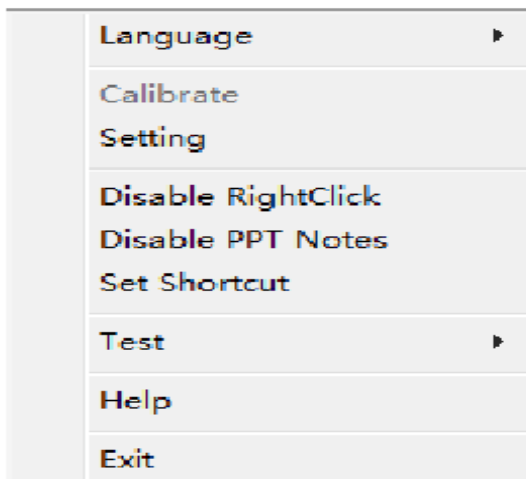 Language
Calibrate
Setting
Disable RightClick
Disable PPT Notes
Set Shortcut
Test
Help
Exit